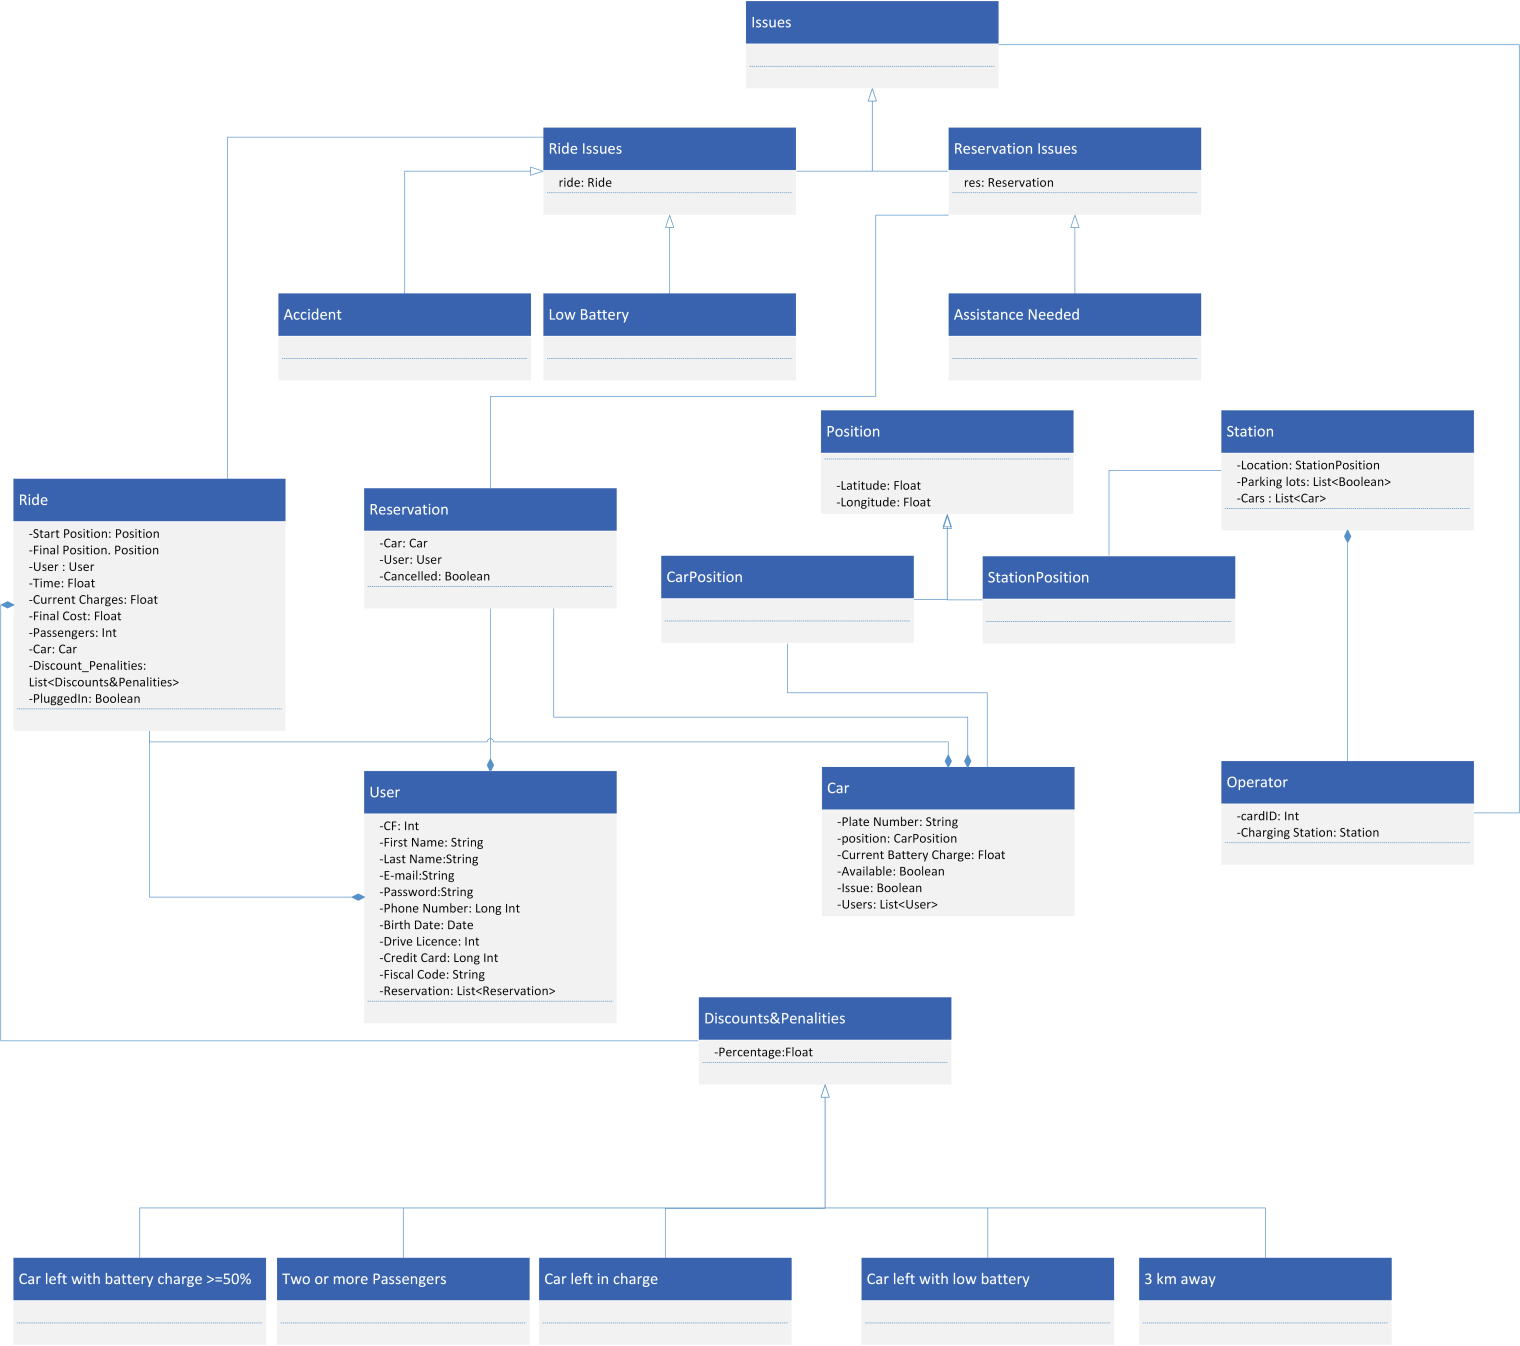 Issues
Ride Issues
ride: Ride
Reservation Issues
res: Reservation
Accident
Low Battery
Assistance Needed
Position
-Latitude: Float
-Longitude: Float
Station
-Location: StationPosition
-Parking lots: List<Boolean>
-Cars : List<Car>
Ride
-Start Position: Position
-Final Position. Position
-User : User
-Time: Float
-Current Charges: Float
-Final Cost: Float
-Passengers: Int
-Car: Car
-Discount_Penalities:
List<Discounts&Penalities>
-PluggedIn: Boolean
Reservation
-Car: Car
-User: User
-Cancelled: Boolean
CarPosition
StationPosition
User
-CF: Int
-First Name: String
-Last Name:String
-E-mail:String
-Password:String
-Phone Number: Long Int
-Birth Date: Date
-Drive Licence: Int
-Credit Card: Long Int
-Fiscal Code: String
-Reservation: List<Reservation>
Car
-Plate Number: String
-position: CarPosition
-Current Battery Charge: Float
-Available: Boolean
-Issue: Boolean
-Users: List<User>
Operator
-cardID: Int
-Charging Station: Station
Discounts&Penalities
-Percentage:Float
Car left with battery charge >=50%
Two or more Passengers
Car left in charge
Car left with low battery
3 km away